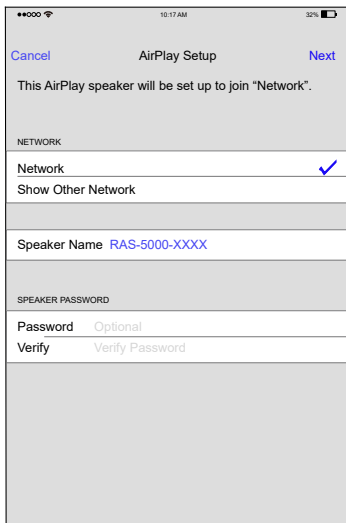 10:17 AM 32%
Cancel AirPlay Setup Next
This AirPlay speaker will be set up to join “Network”.
NETWORK
Network
Show Other Network
Speaker Name RAS-5000-XXXX
SPEAKER PASSWORD
Password Optional
Verify Verify Password